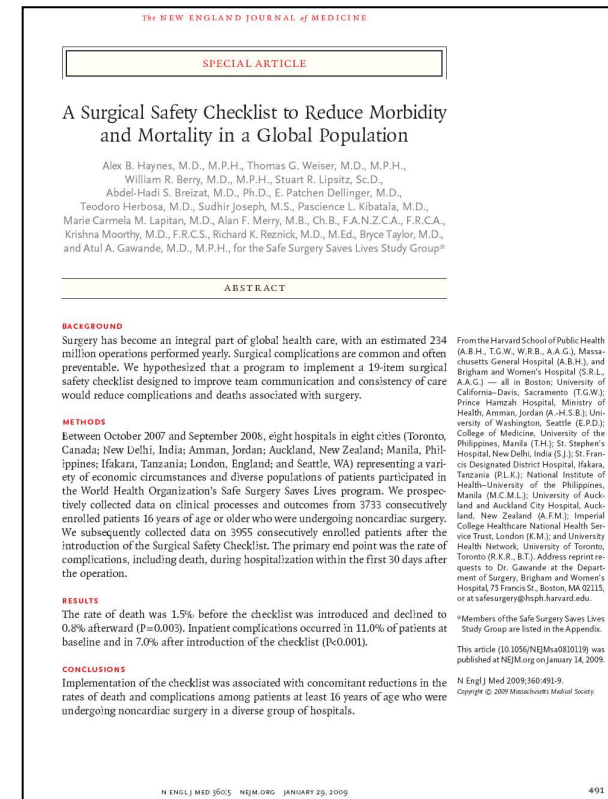 The NEW ENGLAND JOURNAL of MEDICINE
SPECIAL ARTICLE
A Surgical Safety Checklist to Reduce Morbidity
and Mortality in a Global Population
Alex B. Haynes, M.D., M.P.H., Thomas G. Weiser, M.D., M.P.H.,
William R. Berry, M.D., M.P.H., Stuart R. Lipsitz, Sc.D.,
Abdel-Hadi S. Breizat, M.D., Ph.D., E. Patchen Dellinger, M.D.,
Teodoro Herbosa, M.D., Sudhir Joseph, M.S., Pascience L. Kibatala, M.D.,
Marie Carmela M. Lapitan, M.D., Alan F. Merry, M.B., Ch.B., F.A.N.Z.C.A., F.R.C.A.,
Krishna Moorthy, M.D., F.R.C.S., Richard K. Reznick, M.D., M.Ed., Bryce Taylor, M.D.,
and Atul A. Gawande, M.D., M.P.H., for the Safe Surgery Saves Lives Study Group*
ABSTRACT
BACKGROUND
Surgery has become an integral part of global health care, with an estimated 234
million operations performed yearly. Surgical complications are common and often
preventable. We hypothesized that a program to implement a 19-item surgical
safety checklist designed to improve team communication and consistency of care
would reduce complications and deaths associated with surgery.
METHODS
Between October 2007 and September 2008, eight hospitals in eight cities (Toronto,
Canada; New Delhi, India; Amman, Jordan; Auckland, New Zealand; Manila, Phil-
ippines; Ifakara, Tanzania; London, England; and Seattle, WA) representing a vari-
ety of economic circumstances and diverse populations of patients participated in
the World Health Organization's Safe Surgery Saves Lives program. We prospec-
tively collected data on clinical processes and outcomes from 3733 consecutively
enrolled patients 16 years of age or older who were undergoing noncardiac surgery.
We subsequently collected data on 3955 consecutively enrolled patients after the
introduction of the Surgical Safety Checklist. The primary end point was the rate of
complications, including death, during hospitalization within the first 30 days after
the operation.
RESULTS
The rate of death was 1.5% before the checklist was introduced and declined to
0.8% afterward (P=0.003). Inpatient complications occurred in 11.0% of patients at
baseline and in 7.0% after introduction of the checklist (P<0.001).
CONCLUSIONS
Implementation of the checklist was associated with concomitant reductions in the
rates of death and complications among patients at least 16 years of age who were
undergoing noncardiac surgery in a diverse group of hospitals.
From the Harvard School of Public Health
(A.B.H., T.G.W., W.R.B., A.A.G.), Massa-
chusetts General Hospital (A.B.H.), and
Brigham and Women's Hospital (S.R.L.,
A.A.G.) — all in Boston; University of
California–Davis, Sacramento (T.G.W.);
Prince Hamzah Hospital, Ministry of
Health, Amman, Jordan (A.-H.S.B.); Uni-
versity of Washington, Seattle (E.P.D.);
College of Medicine, University of the
Philippines, Manila (T.H.); St. Stephen's
Hospital, New Delhi, India (S.J.); St. Fran-
cis Designated District Hospital, Ifakara,
Tanzania (P.L.K.); National Institute of
Health–University of the Philippines,
Manila (M.C.M.L.); University of Auck-
land and Auckland City Hospital, Auck-
land, New Zealand (A.F.M.); Imperial
College Healthcare National Health Ser-
vice Trust, London (K.M.); and University
Health Network, University of Toronto,
Toronto (R.K.R., B.T.). Address reprint re-
quests to Dr. Gawande at the Depart-
ment of Surgery, Brigham and Women's
Hospital, 75 Francis St., Boston, MA 02115,
or at safesurgery@hsph.harvard.edu.
*Members of the Safe Surgery Saves Lives
Study Group are listed in the Appendix.
This article (10.1056/NEJMsa0810119) was
published at NEJM.org on January 14, 2009.
N Engl J Med 2009;360:491-9.
Copyright © 2009 Massachusetts Medical Society.
N ENGL J MED 360;5 NEJM.ORG JANUARY 29, 2009
491